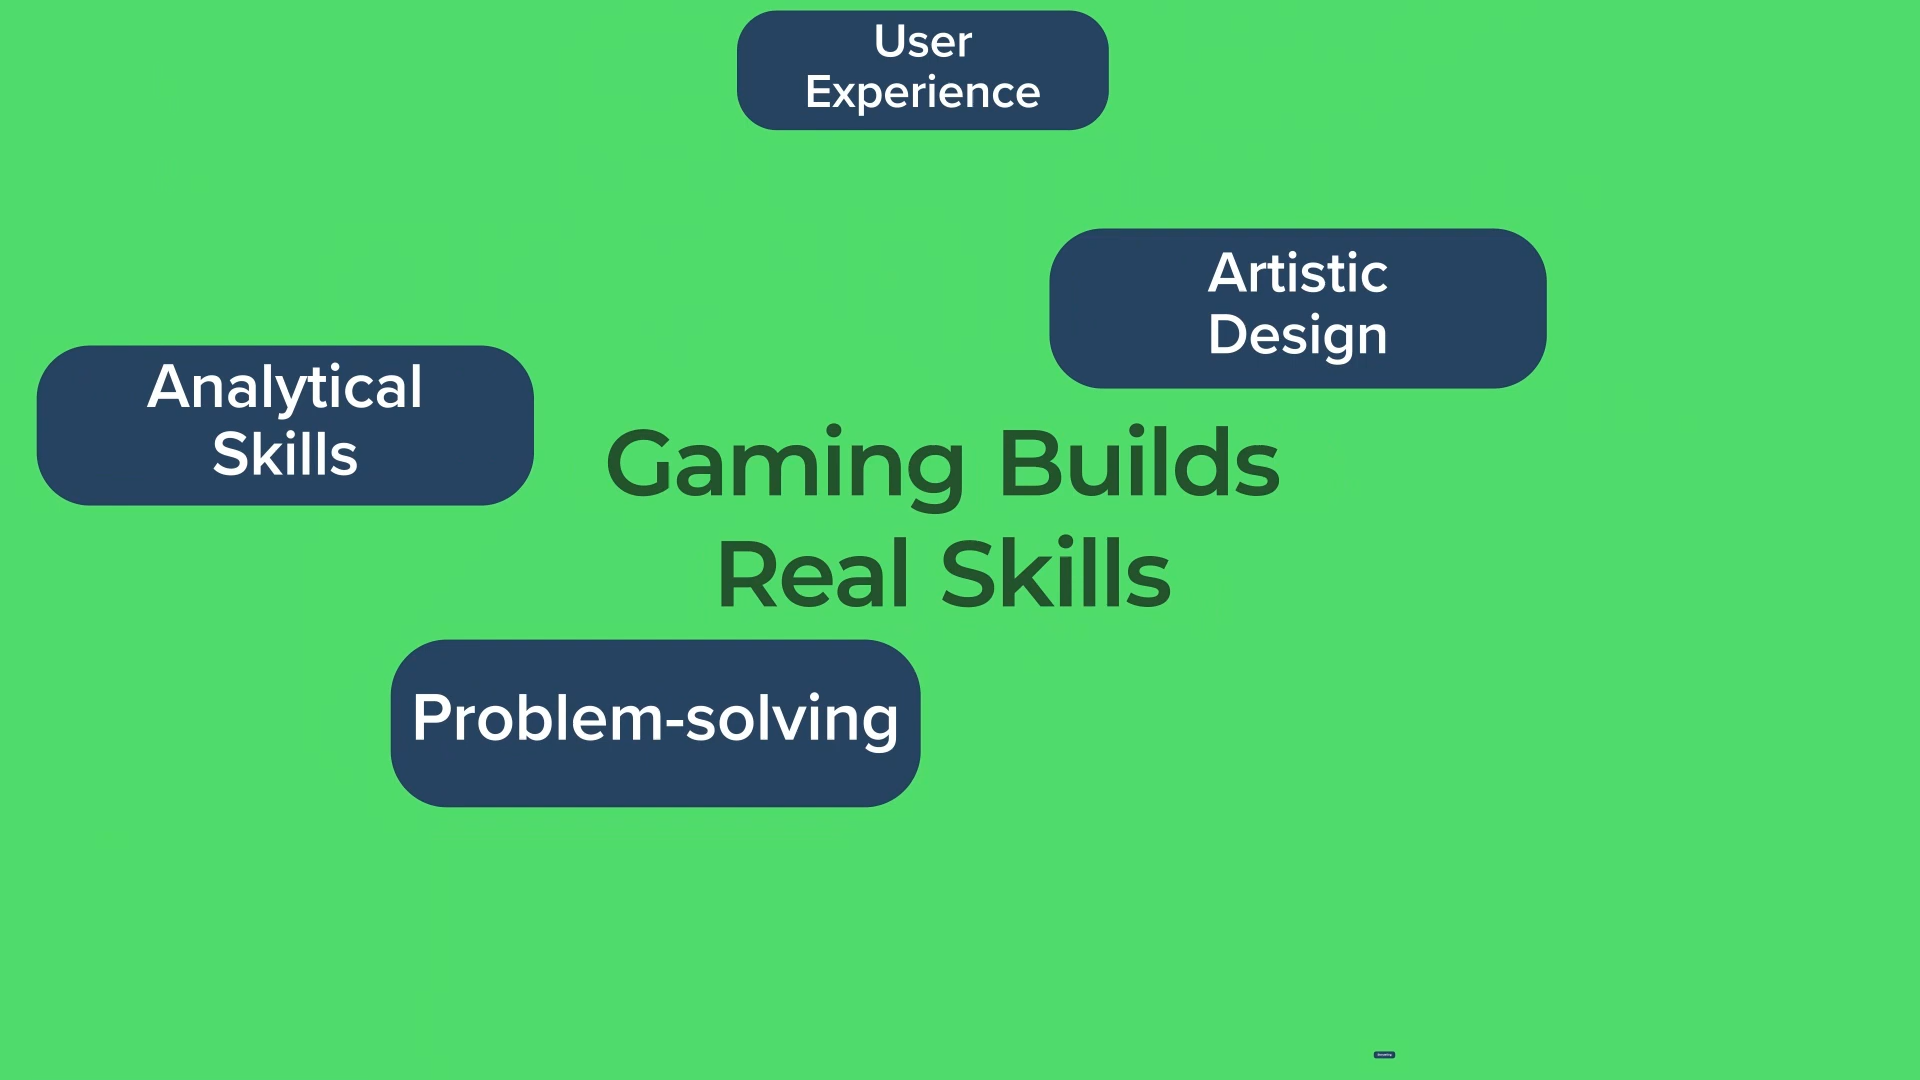 User
Experience
Artistic
Design
Analytical
Skills
Gaming Builds
Real Skills
Problem-solving